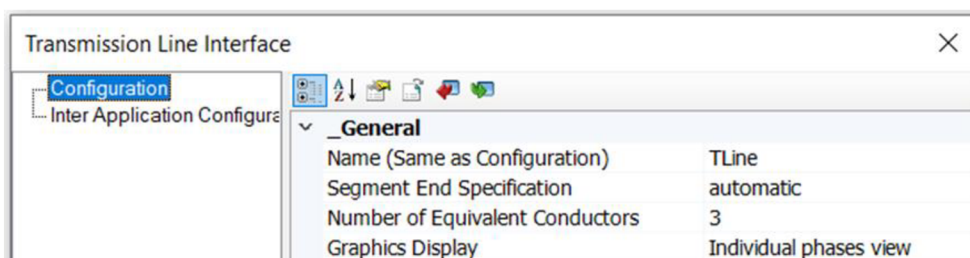 Transmission Line Interface
Configuration
Inter Application Configura
_General
Name (Same as Configuration) TLine
Segment End Specification automatic
Number of Equivalent Conductors 3
Graphics Display Individual phases view